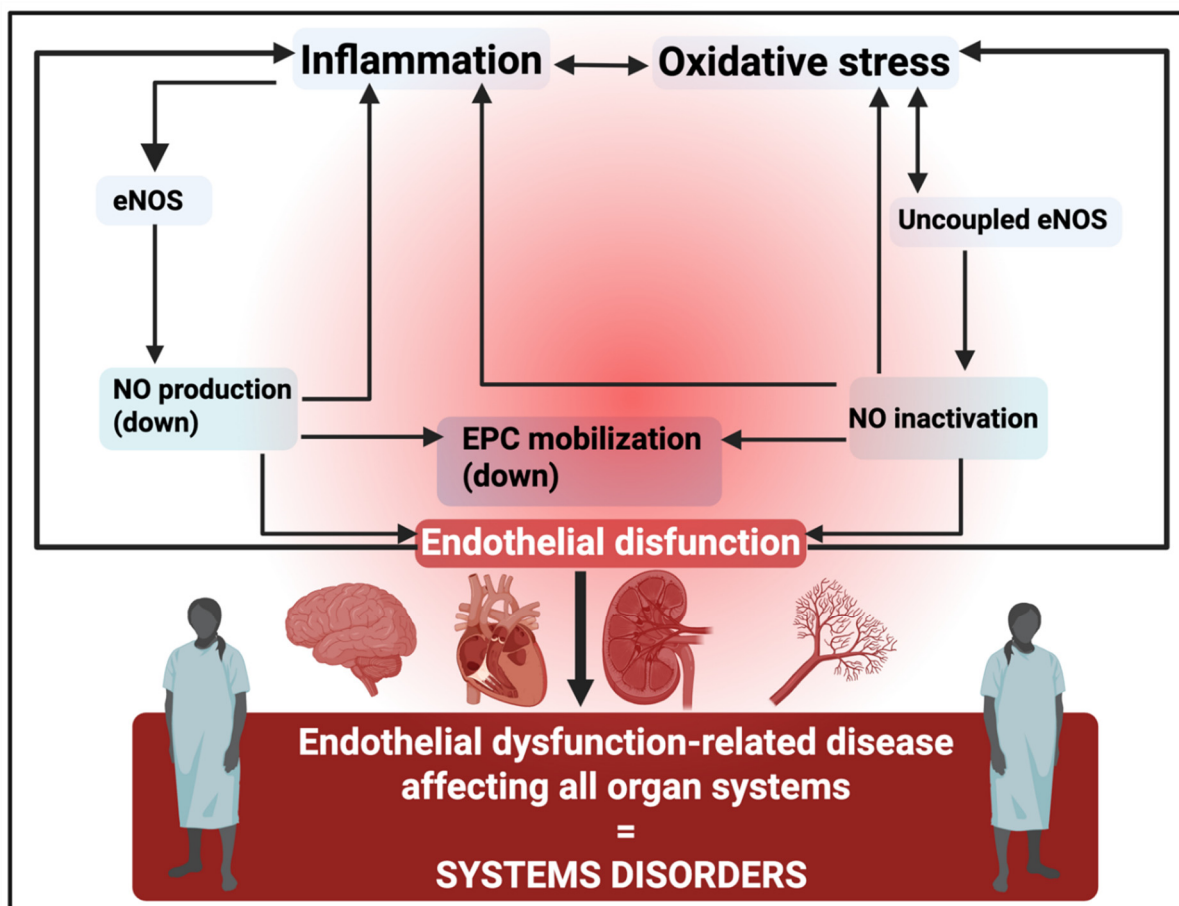 Inflammation
Oxidative stress
eNOS
Uncoupled eNOS
NO production
(down)
NO inactivation
EPC mobilization
(down)
Endothelial disfunction
Endothelial dysfunction-related disease
affecting all organ systems
=
SYSTEMS DISORDERS